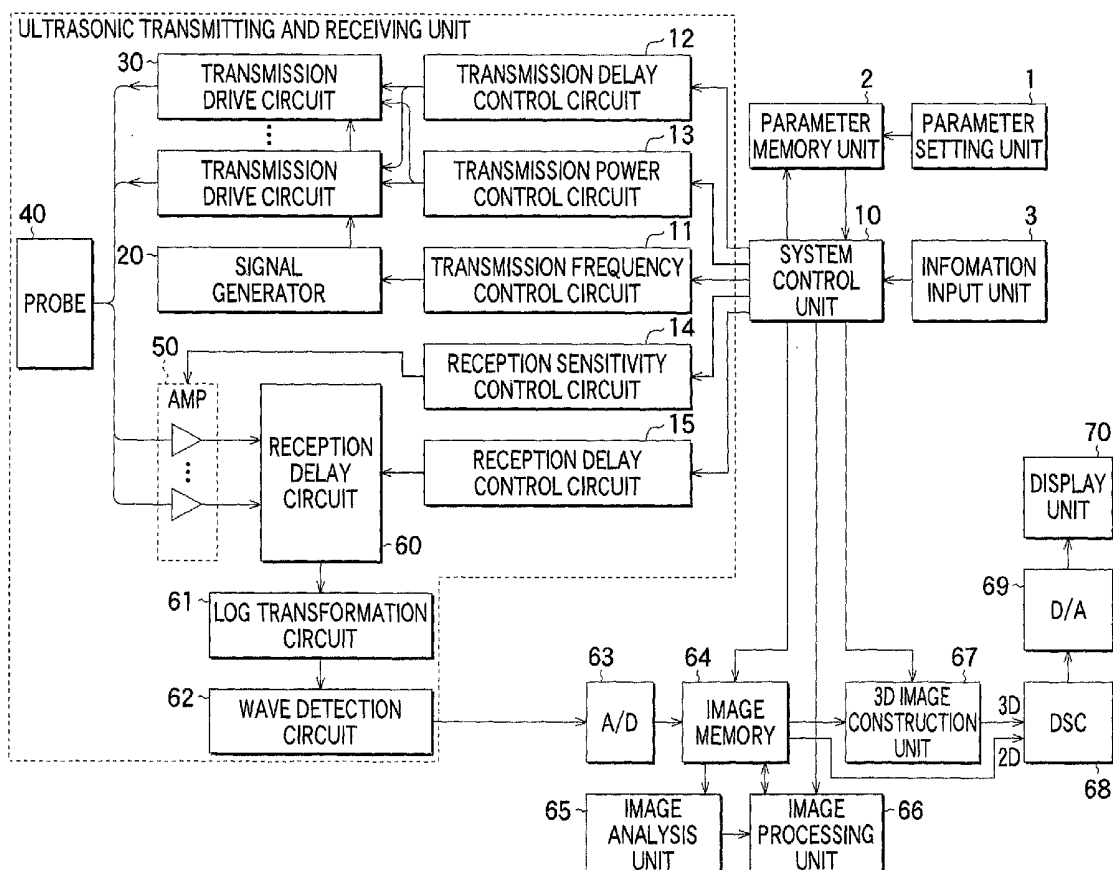 ULTRASONIC TRANSMITTING AND RECEIVING UNIT
30
TRANSMISSION
DRIVE CIRCUIT
12
TRANSMISSION DELAY
CONTROL CIRCUIT
2
PARAMETER
MEMORY UNIT
1
PARAMETER
SETTING UNIT
TRANSMISSION
DRIVE CIRCUIT
13
TRANSMISSION POWER
CONTROL CIRCUIT
40
PROBE
20
SIGNAL
GENERATOR
11
TRANSMISSION FREQUENCY
CONTROL CIRCUIT
10
SYSTEM
CONTROL
UNIT
3
INFOMATION
INPUT UNIT
14
RECEPTION SENSITIVITY
CONTROL CIRCUIT
50
AMP
RECEPTION
DELAY
CIRCUIT
60
15
RECEPTION DELAY
CONTROL CIRCUIT
70
DISPLAY
UNIT
61
LOG TRANSFORMATION
CIRCUIT
69
D/A
62
WAVE DETECTION
CIRCUIT
63
A/D
64
IMAGE
MEMORY
67
3D IMAGE
CONSTRUCTION
UNIT
3D
2D
DSC
68
65
IMAGE
ANALYSIS
UNIT
IMAGE
PROCESSING
UNIT
66